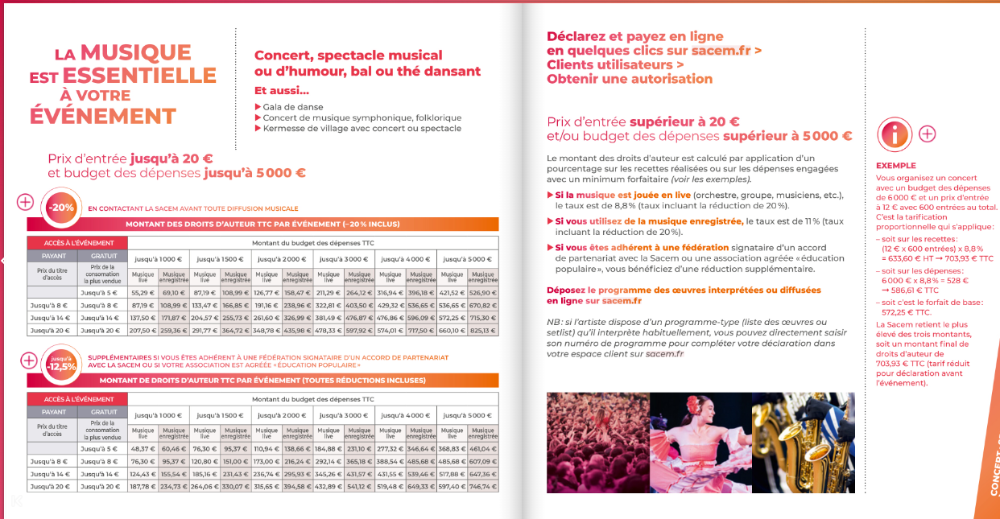 LA MUSIQUE
EST ESSENTIELLE
À VOTRE
ÉVÉNEMENT
Concert, spectacle musical
ou d’humour, bal ou thé dansant
Et aussi...
Gala de danse
Concert de musique symphonique, folklorique
Kermesse de village avec concert ou spectacle
Prix d’entrée jusqu’à 20 €
et budget des dépenses jusqu’à 5 000 €
-20%
EN CONTACTANT LA SACEM AVANT TOUTE DIFFUSION MUSICALE
MONTANT DES DROITS D’AUTEUR TTC PAR ÉVÉNEMENT (–20 % INCLUS)
ACCÈS À L’ÉVÉNEMENT Montant du budget des dépenses TTC
PAYANT GRATUIT jusqu’à 1 000 € jusqu’à 1 500 € jusqu’à 2 000 € jusqu’à 3 000 € jusqu’à 4 000 € jusqu’à 5 000 €
Prix du titre d’accès Prix de la consomation la plus vendue Musique live Musique enregistrée Musique live Musique enregistrée Musique live Musique enregistrée Musique live Musique enregistrée Musique live Musique enregistrée Musique live Musique enregistrée
Jusqu’à 5 € 55,29 € 69,10 € 87,19 € 108,99 € 126,77 € 158,47 € 211,29 € 264,12 € 316,94 € 396,18 € 421,52 € 526,90 €
Jusqu’à 8 € Jusqu’à 8 € 87,19 € 108,99 € 133,47 € 166,85 € 191,16 € 238,96 € 322,81 € 403,50 € 429,32 € 536,65 € 536,65 € 670,82 €
Jusqu’à 14 € Jusqu’à 14 € 137,50 € 171,87 € 204,57 € 255,73 € 261,60 € 326,99 € 381,49 € 476,87 € 476,86 € 596,09 € 572,25 € 715,30 €
Jusqu’à 20 € Jusqu’à 20 € 207,50 € 259,36 € 291,77 € 364,72 € 348,78 € 435,98 € 478,33 € 597,92 € 574,01 € 717,50 € 660,10 € 825,13 €
jusqu’à
-12,5%
SUPPLÉMENTAIRES SI VOUS ÊTES ADHÉRENT À UNE FÉDÉRATION SIGNATAIRE D’UN ACCORD DE PARTENARIAT
AVEC LA SACEM OU SI VOTRE ASSOCIATION EST AGRÉÉE «ÉDUCATION POPULAIRE»
MONTANT DE DROITS D’AUTEUR TTC PAR ÉVÉNEMENT (TOUTES RÉDUCTIONS INCLUSES)
ACCÈS À L’ÉVÉNEMENT Montant du budget des dépenses TTC
PAYANT GRATUIT jusqu’à 1 000 € jusqu’à 1 500 € jusqu’à 2 000 € jusqu’à 3 000 € jusqu’à 4 000 € jusqu’à 5 000 €
Prix du titre d’accès Prix de la consomation la plus vendue Musique live Musique enregistrée Musique live Musique enregistrée Musique live Musique enregistrée Musique live Musique enregistrée Musique live Musique enregistrée Musique live Musique enregistrée
Jusqu’à 5 € 48,37 € 60,46 € 76,30 € 95,37 € 110,94 € 138,66 € 184,88 € 231,10 € 277,32 € 346,64 € 368,83 € 461,04 €
Jusqu’à 8 € Jusqu’à 8 € 76,30 € 95,37 € 120,80 € 151,00 € 173,00 € 216,24 € 292,14 € 365,18 € 388,54 € 485,68 € 485,68 € 607,09 €
Jusqu’à 14 € Jusqu’à 14 € 124,43 € 155,54 € 185,16 € 231,43 € 236,74 € 295,93 € 345,26 € 431,57 € 431,55 € 539,46 € 517,88 € 647,36 €
Jusqu’à 20 € Jusqu’à 20 € 187,78 € 234,73 € 264,06 € 330,07 € 315,65 € 394,58 € 432,89 € 541,12 € 519,48 € 649,33 € 597,40 € 746,74 €
Déclarez et payez en ligne
en quelques clics sur sacem.fr >
Clients utilisateurs >
Obtenir une autorisation
Prix d’entrée supérieur à 20 €
et/ou budget des dépenses supérieur à 5 000 €
Le montant des droits d’auteur est calculé par application d’un
pourcentage sur les recettes réalisées ou sur les dépenses engagées
avec un minimum forfaitaire (voir les exemples).
Si la musique est jouée en live (orchestre, groupe, musiciens, etc.),
le taux est de 8,8 % (taux incluant la réduction de 20 %).
Si vous utilisez de la musique enregistrée, le taux est de 11 % (taux
incluant la réduction de 20 %).
Si vous êtes adhérent à une fédération signataire d’un accord
de partenariat avec la Sacem ou une association agréée «éducation
populaire», vous bénéficiez d’une réduction supplémentaire.
Déposez le programme des œuvres interprétées ou diffusées
en ligne sur sacem.fr
NB : si l’artiste dispose d’un programme-type (liste des œuvres ou
setlist) qu’il interprète habituellement, vous pouvez directement saisir
son numéro de programme pour compléter votre déclaration dans
votre espace client sur sacem.fr
i
EXEMPLE
Vous organisez un concert
avec un budget des dépenses
de 6 000 € et un prix d’entrée
à 12 € avec 600 entrées au total.
C’est la tarification
proportionnelle qui s’applique :
– soit sur les recettes :
(12 € x 600 entrées) x 8,8 %
= 633,60 € HT → 703,93 € TTC
– soit sur les dépenses :
6 000 € x 8,8 % = 528 €
→ 586,61 € TTC
– soit c’est le forfait de base :
572,25 € TTC.
La Sacem retient le plus
élevé des trois montants,
soit un montant final de
droits d’auteur de
703,93 € TTC (tarif réduit
pour déclaration avant
l’événement).